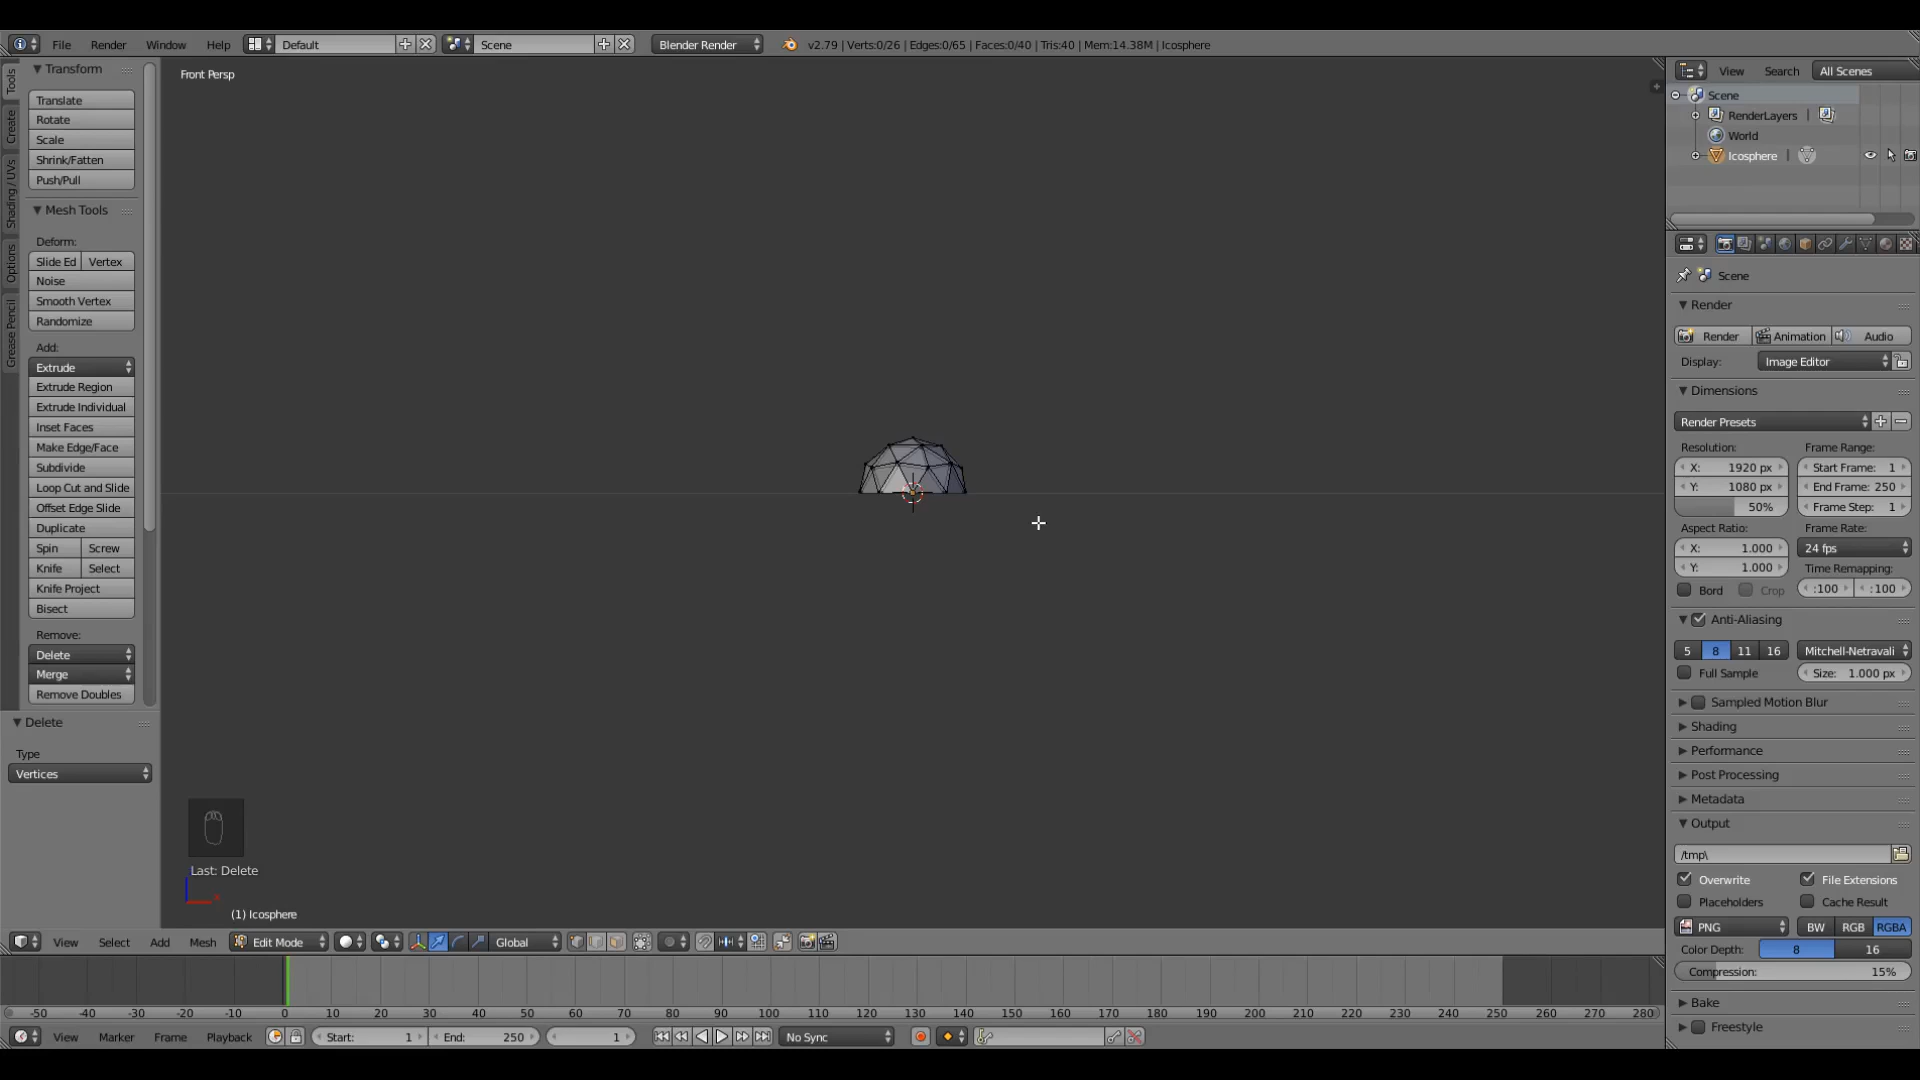 File Render Window Help Default Scene Blender Render v2.79 | Verts:0/26 | Edges:0/65 | Faces:0/40 | Tris:40 | Mem:14.38M | Icosphere
Tools
Create
Shading / UVs
Options
Grease Pencil
Transform
Translate
Rotate
Scale
Shrink/Fatten
Push/Pull
Mesh Tools
Deform:
Slide Ed Vertex
Noise
Smooth Vertex
Randomize
Add:
Extrude
Extrude Region
Extrude Individual
Inset Faces
Make Edge/Face
Subdivide
Loop Cut and Slide
Offset Edge Slide
Duplicate
Spin Screw
Knife Select
Knife Project
Bisect
Remove:
Delete
Merge
Remove Doubles
Delete
Type
Vertices
Front Persp
Last: Delete
x
(1) Icosphere
View Select Add Mesh Edit Mode Global
-50 -40 -30 -20 -10 0 10 20 30 40 50 60 70 80 90 100 110 120 130 140 150 160 170 180 190 200 210 220 230 240 250 260 270 280
View Marker Frame Playback Start: 1 End: 250 1 No Sync
View Search All Scenes
Scene
RenderLayers |
World
Icosphere |
Scene
Render
Render Animation Audio
Display: Image Editor
Dimensions
Render Presets
Resolution: Frame Range:
X: 1920 px Start Frame: 1
Y: 1080 px End Frame: 250
50% Frame Step: 1
Aspect Ratio: Frame Rate:
X: 1.000 24 fps
Y: 1.000 Time Remapping:
Bord Crop :100 :100
Anti-Aliasing
5 8 11 16 Mitchell-Netravali
Full Sample Size: 1.000 px
Sampled Motion Blur
Shading
Performance
Post Processing
Metadata
Output
/tmp\
Overwrite File Extensions
Placeholders Cache Result
PNG BW RGB RGBA
Color Depth: 8 16
Compression: 15%
Bake
Freestyle